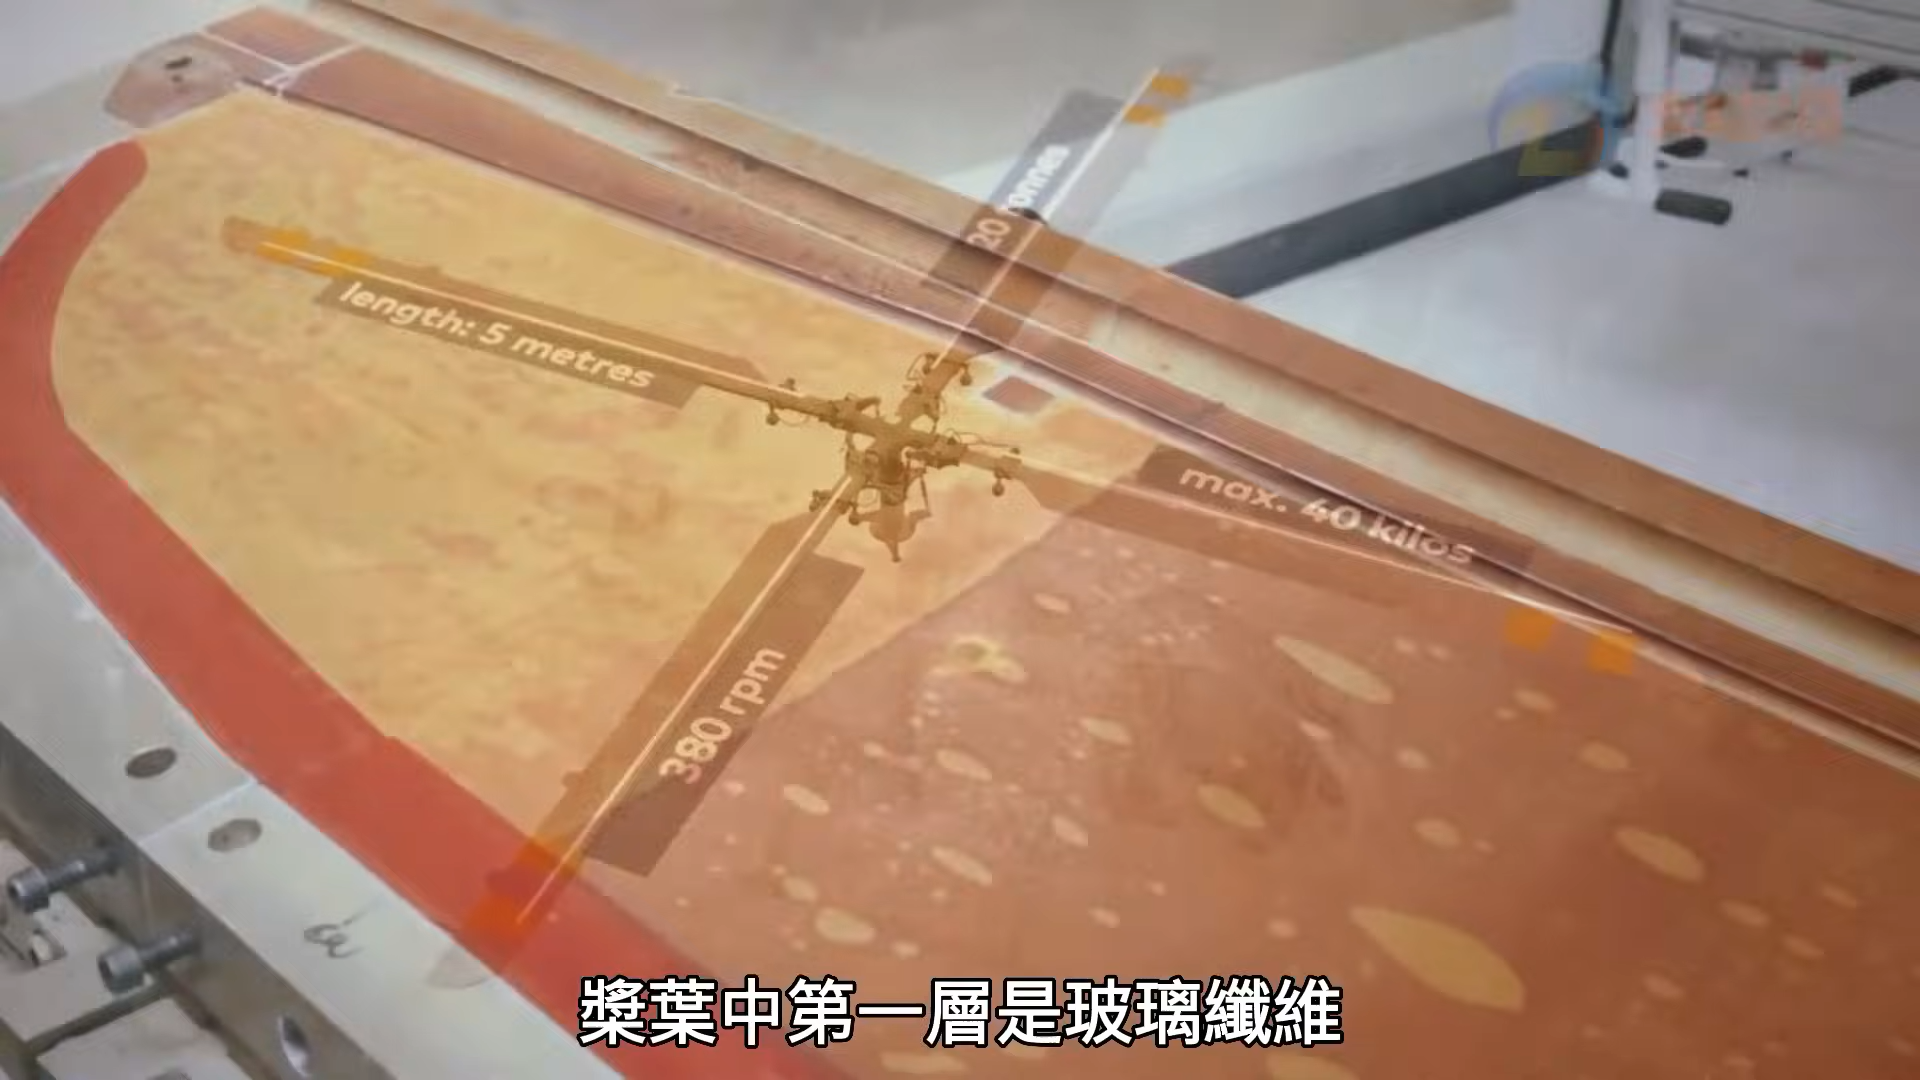 20 tonnes
length: 5 metres
max. 40 kilos
380 rpm
槳葉中第一層是玻璃纖維